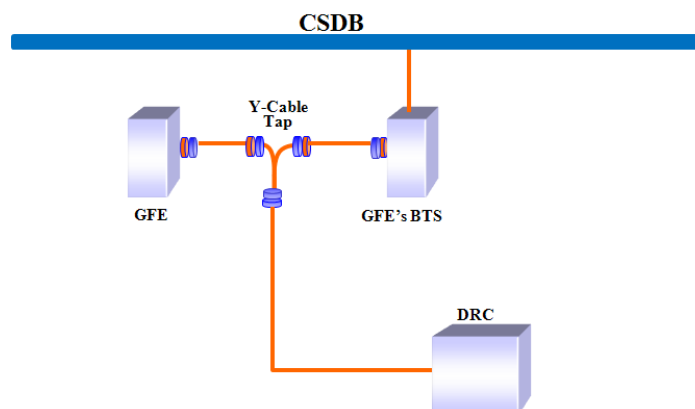 CSDB
Y-Cable
Tap
GFE
GFE's BTS
DRC